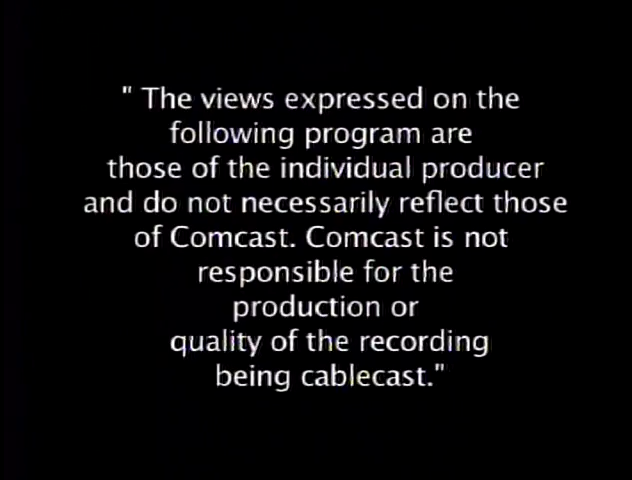 " The views expressed on the
following program are
those of the individual producer
and do not necessarily reflect those
of Comcast. Comcast is not
responsible for the
production or
quality of the recording
being cablecast."